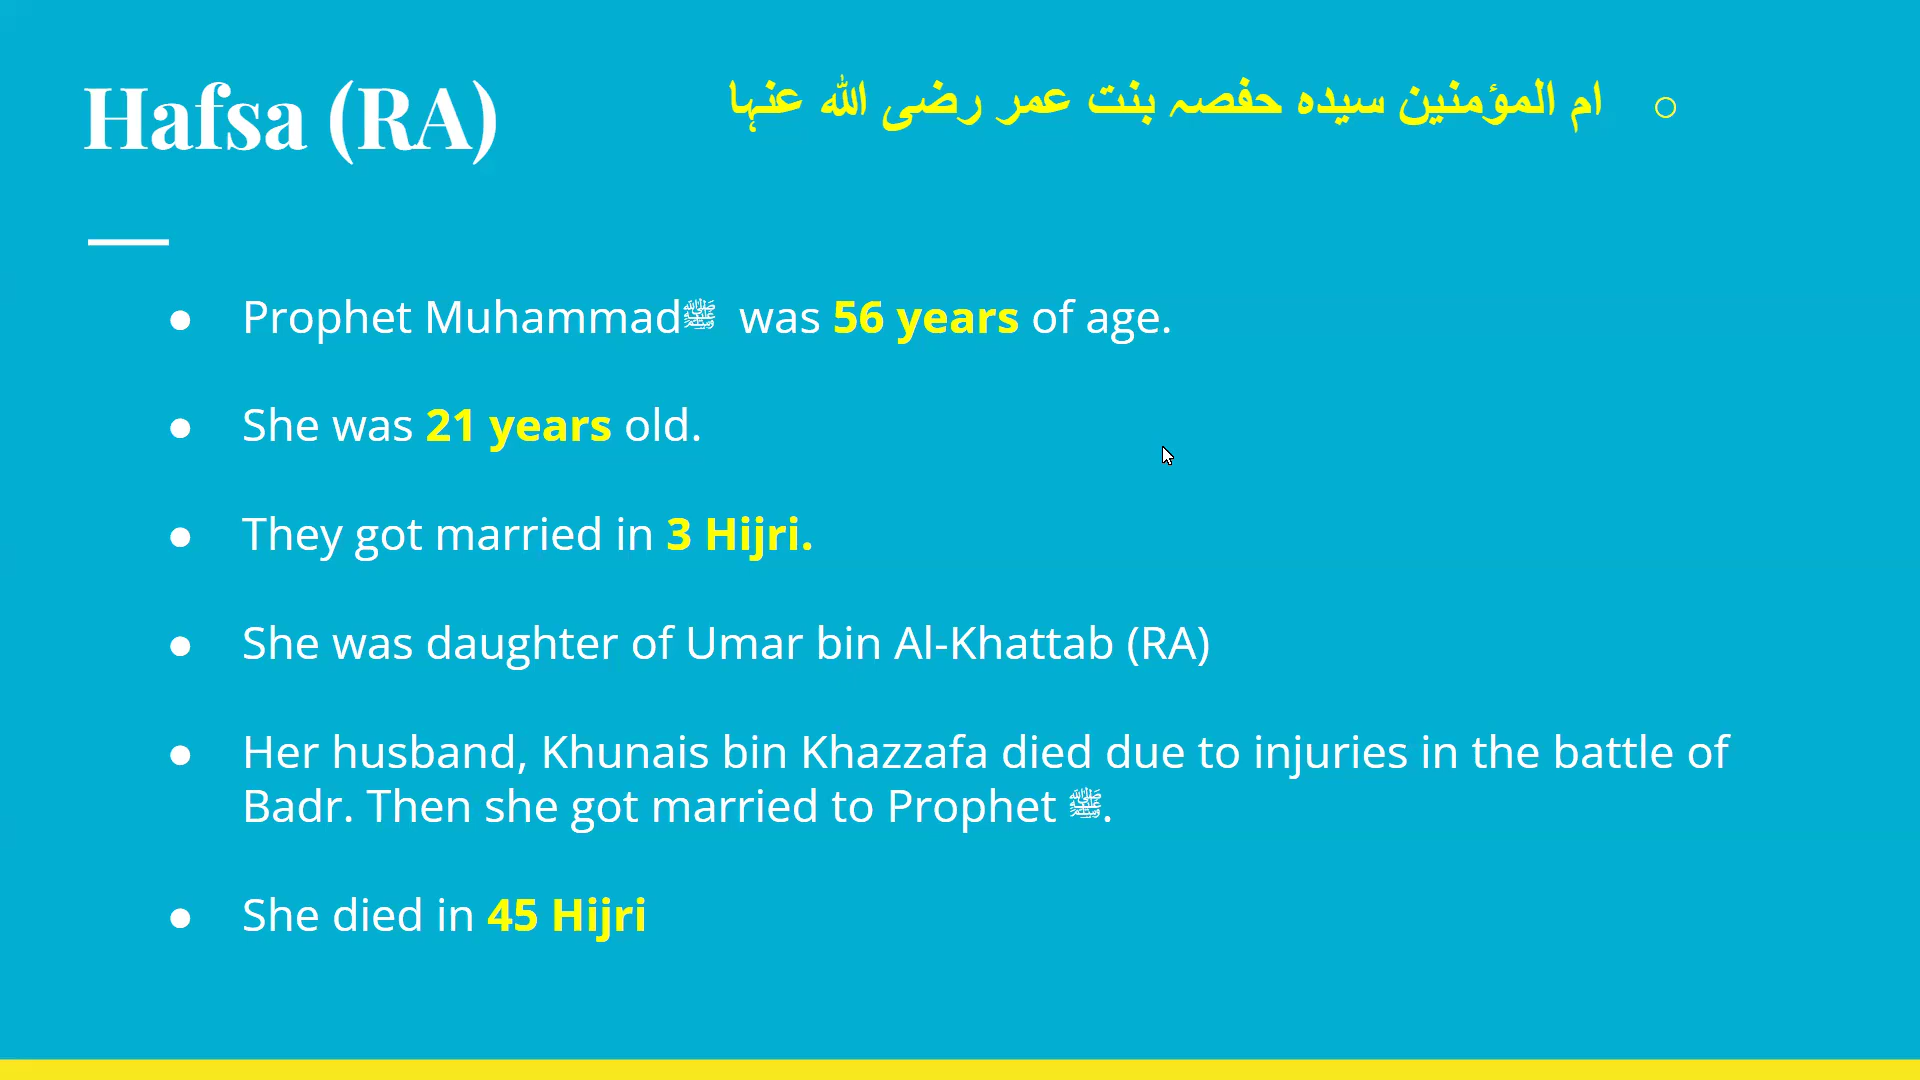 Hafsa (RA)
ام المؤمنین سیدہ حفصہ بنت عمر رضی اللہ عنہا
● Prophet Muhammadﷺ was 56 years of age.
● She was 21 years old.
● They got married in 3 Hijri.
● She was daughter of Umar bin Al-Khattab (RA)
● Her husband, Khunais bin Khazzafa died due to injuries in the battle of
Badr. Then she got married to Prophet ﷺ.
● She died in 45 Hijri